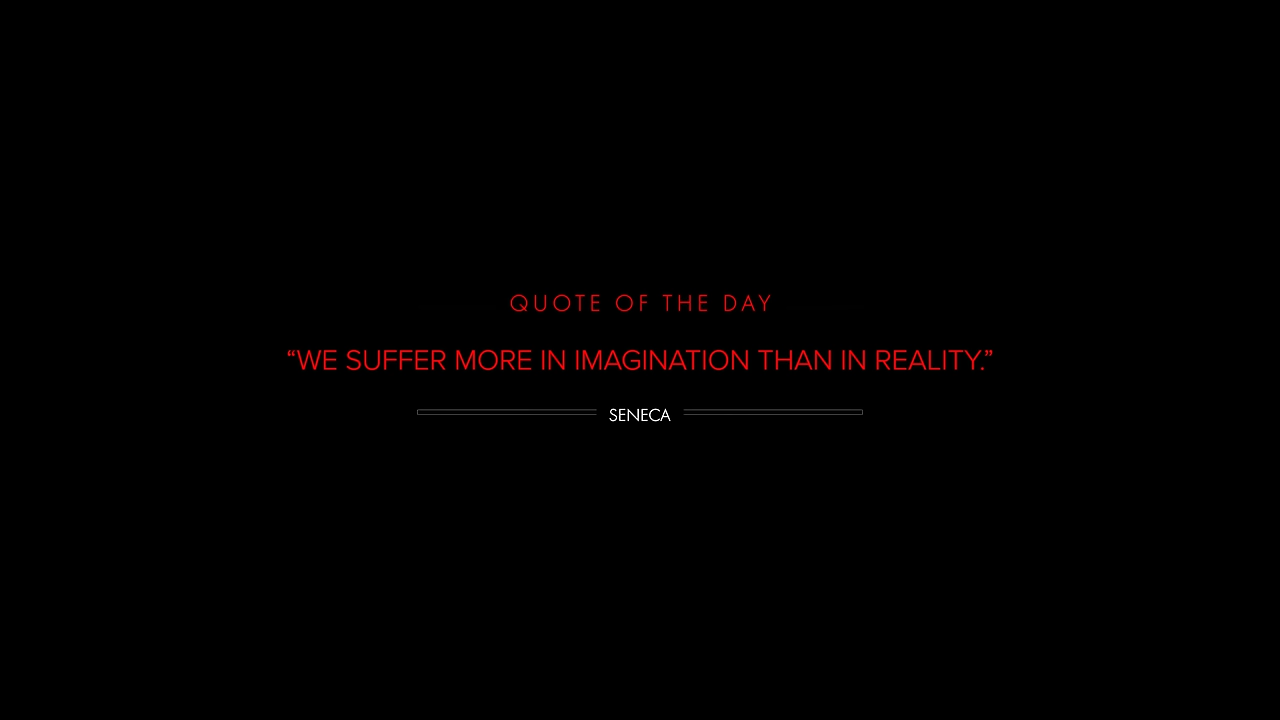 QUOTE OF THE DAY
“WE SUFFER MORE IN IMAGINATION THAN IN REALITY.”
SENECA